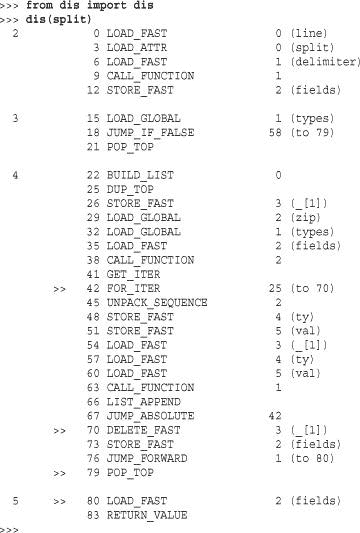 >>> from dis import dis
>>> dis(split)
2 0 LOAD_FAST 0 (line)
3 LOAD_ATTR 0 (split)
6 LOAD_FAST 1 (delimiter)
9 CALL_FUNCTION 1
12 STORE_FAST 2 (fields)
3 15 LOAD_GLOBAL 1 (types)
18 JUMP_IF_FALSE 58 (to 79)
21 POP_TOP
4 22 BUILD_LIST 0
25 DUP_TOP
26 STORE_FAST 3 (_[1])
29 LOAD_GLOBAL 2 (zip)
32 LOAD_GLOBAL 1 (types)
35 LOAD_FAST 2 (fields)
38 CALL_FUNCTION 2
41 GET_ITER
>> 42 FOR_ITER 25 (to 70)
45 UNPACK_SEQUENCE 2
48 STORE_FAST 4 (ty)
51 STORE_FAST 5 (val)
54 LOAD_FAST 3 (_[1])
57 LOAD_FAST 4 (ty)
60 LOAD_FAST 5 (val)
63 CALL_FUNCTION 1
66 LIST_APPEND
67 JUMP_ABSOLUTE 42
>> 70 DELETE_FAST 3 (_[1])
73 STORE_FAST 2 (fields)
76 JUMP_FORWARD 1 (to 80)
>> 79 POP_TOP
5 >> 80 LOAD_FAST 2 (fields)
83 RETURN_VALUE
>>>